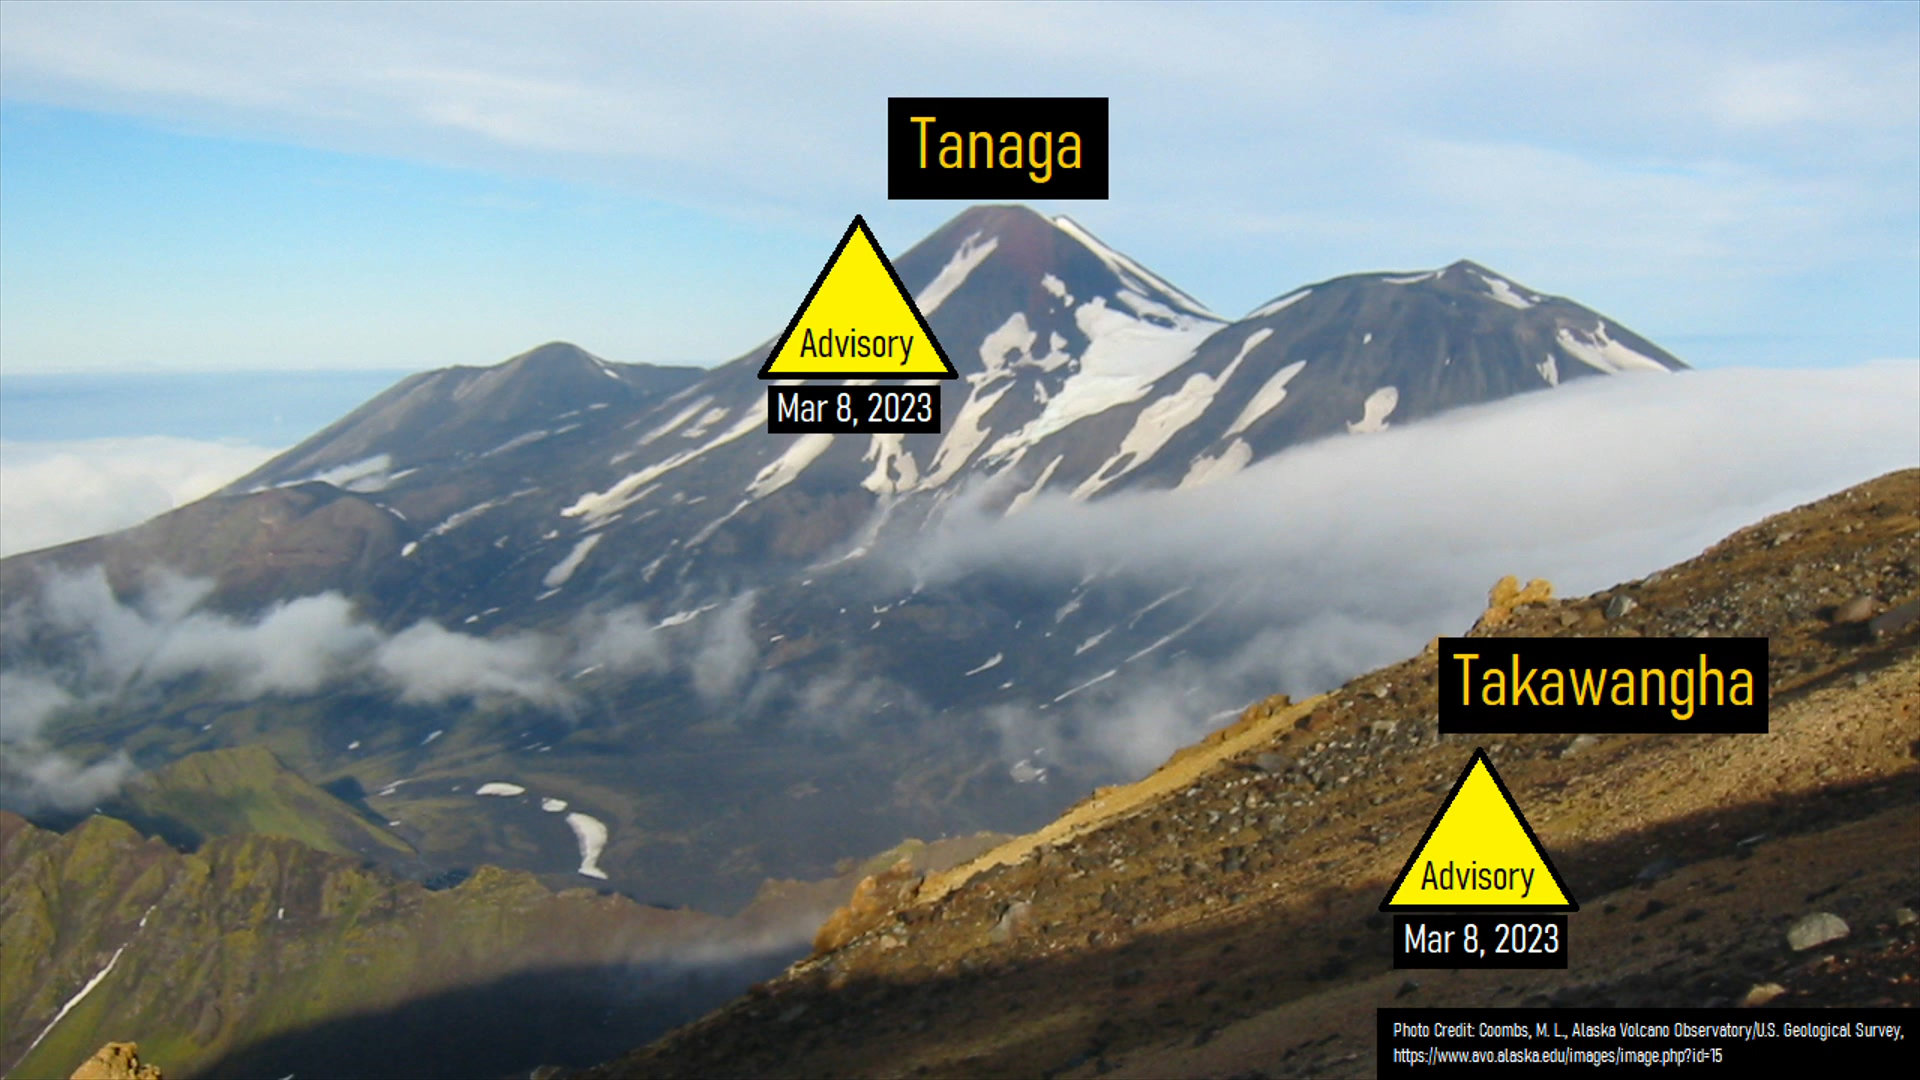 Tanaga
Advisory
Mar 8, 2023
Takawangha
Advisory
Mar 8, 2023
Photo Credit: Coombs, M. L., Alaska Volcano Observatory/U.S. Geological Survey,
https://www.avo.alaska.edu/images/image.php?id=15